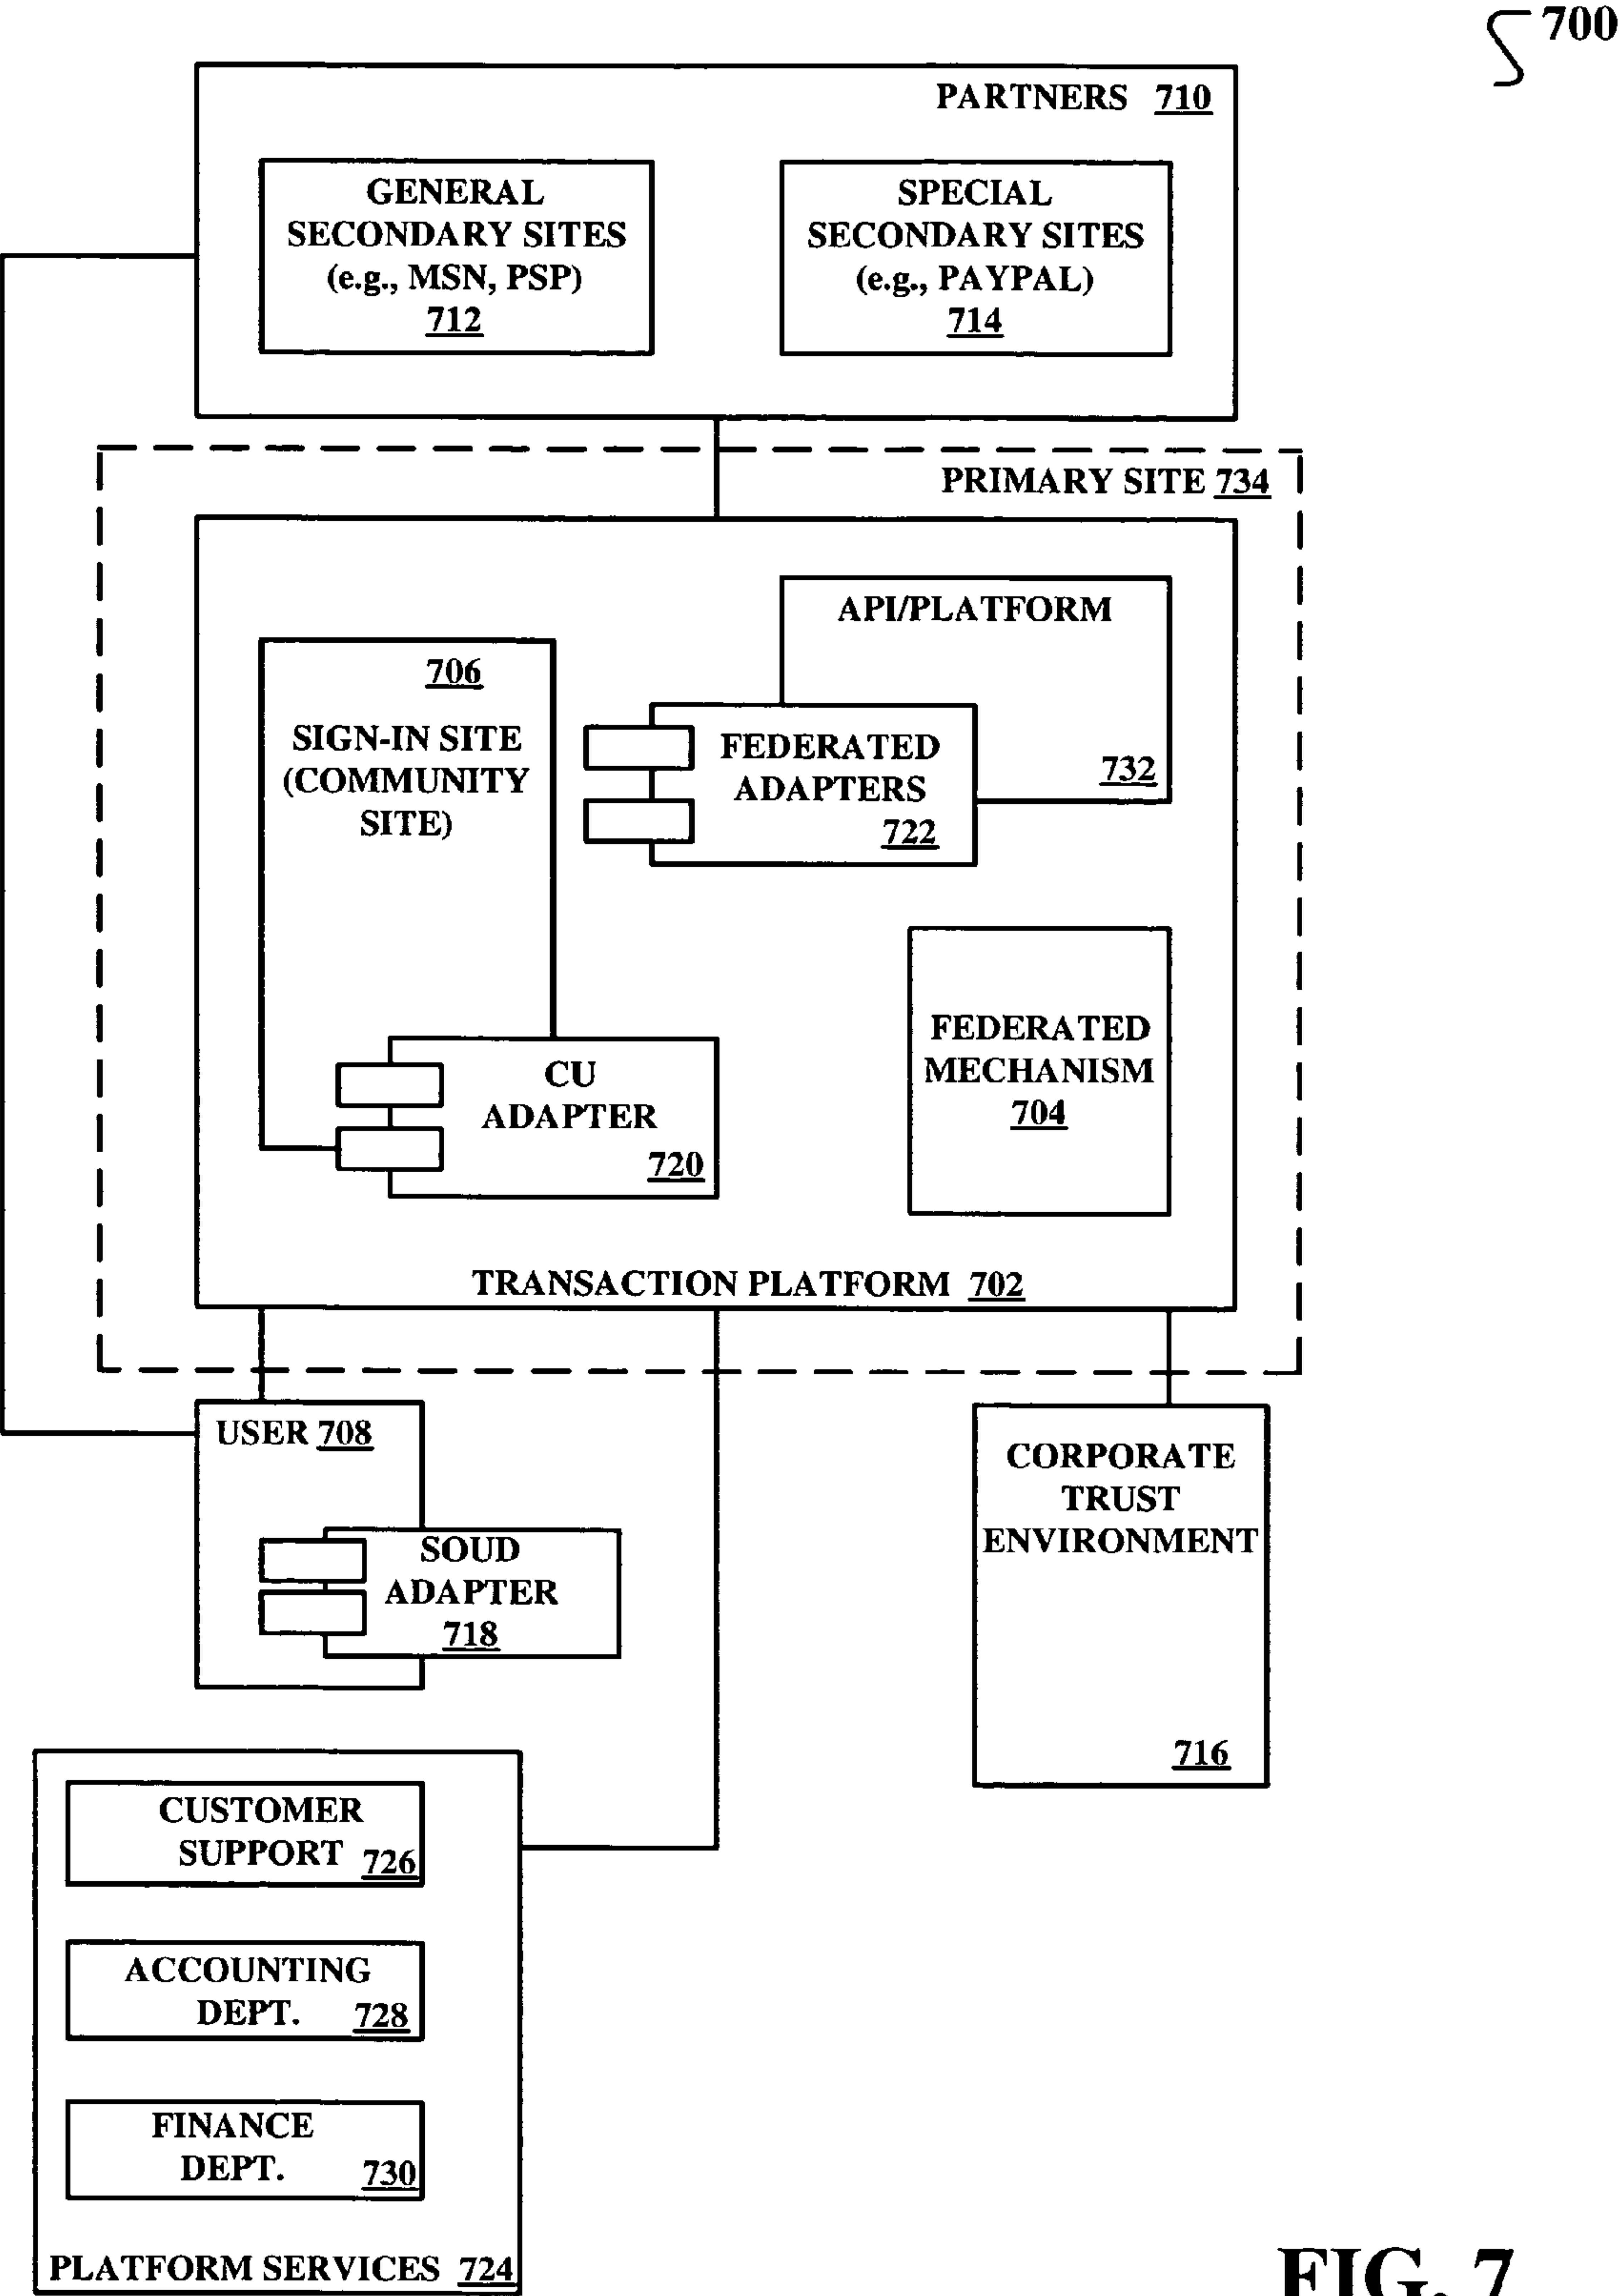 700
PARTNERS 710
GENERAL
SECONDARY SITES
(e.g., MSN, PSP)
712
SPECIAL
SECONDARY SITES
(e.g., PAYPAL)
714
PRIMARY SITE 734
API/PLATFORM
732
706
SIGN-IN SITE
(COMMUNITY
SITE)
FEDERATED
ADAPTERS
722
FEDERATED
MECHANISM
704
CU
ADAPTER
720
TRANSACTION PLATFORM 702
USER 708
SOUD
ADAPTER
718
CORPORATE
TRUST
ENVIRONMENT
716
CUSTOMER
SUPPORT 726
ACCOUNTING
DEPT. 728
FINANCE
DEPT. 730
PLATFORM SERVICES 724
FIG. 7